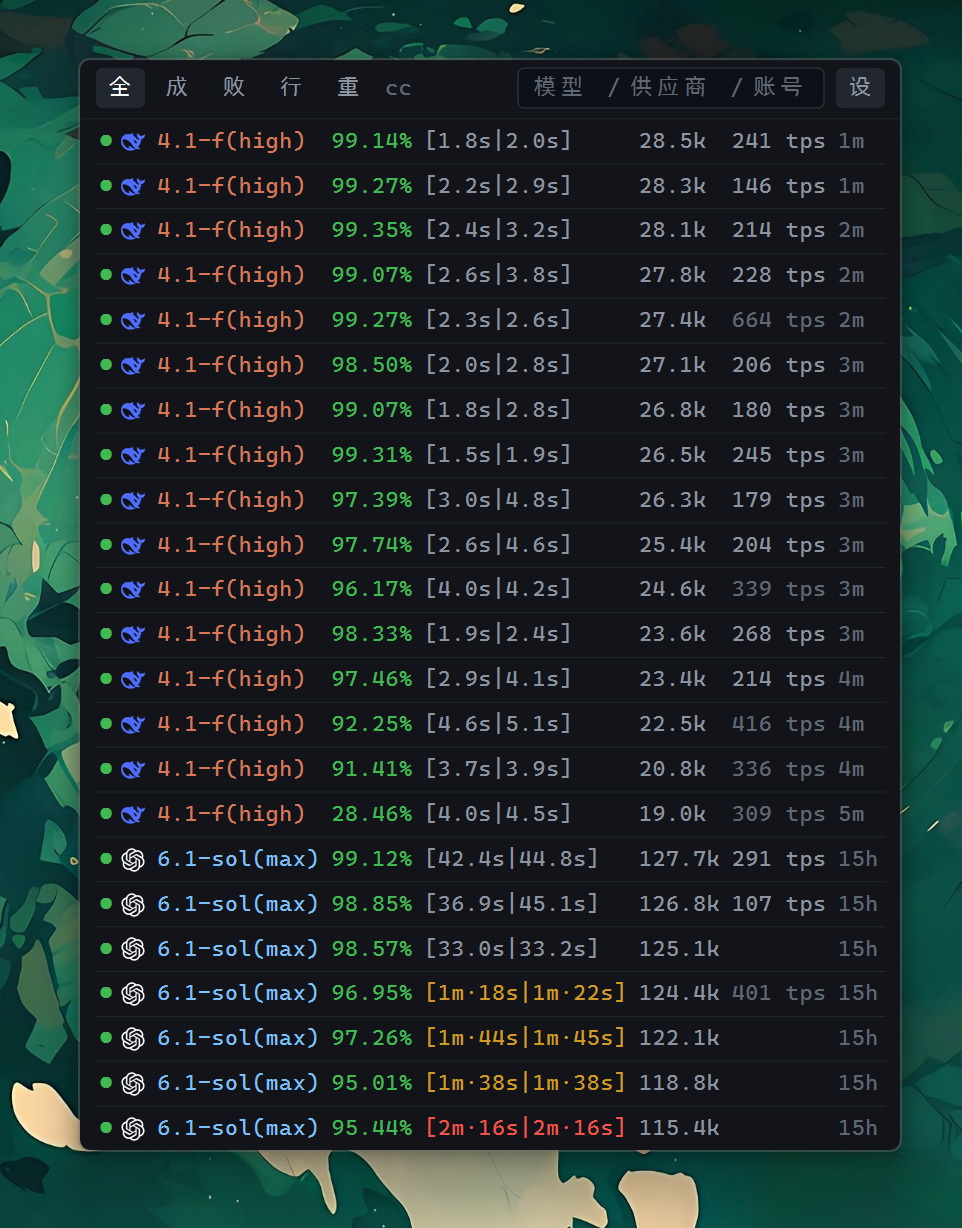 全 成 败 行 重 cc 模型 / 供应商 / 账号 设
4.1-f(high) 99.14% [1.8s|2.0s] 28.5k 241 tps 1m
4.1-f(high) 99.27% [2.2s|2.9s] 28.3k 146 tps 1m
4.1-f(high) 99.35% [2.4s|3.2s] 28.1k 214 tps 2m
4.1-f(high) 99.07% [2.6s|3.8s] 27.8k 228 tps 2m
4.1-f(high) 99.27% [2.3s|2.6s] 27.4k 664 tps 2m
4.1-f(high) 98.50% [2.0s|2.8s] 27.1k 206 tps 3m
4.1-f(high) 99.07% [1.8s|2.8s] 26.8k 180 tps 3m
4.1-f(high) 99.31% [1.5s|1.9s] 26.5k 245 tps 3m
4.1-f(high) 97.39% [3.0s|4.8s] 26.3k 179 tps 3m
4.1-f(high) 97.74% [2.6s|4.6s] 25.4k 204 tps 3m
4.1-f(high) 96.17% [4.0s|4.2s] 24.6k 339 tps 3m
4.1-f(high) 98.33% [1.9s|2.4s] 23.6k 268 tps 3m
4.1-f(high) 97.46% [2.9s|4.1s] 23.4k 214 tps 4m
4.1-f(high) 92.25% [4.6s|5.1s] 22.5k 416 tps 4m
4.1-f(high) 91.41% [3.7s|3.9s] 20.8k 336 tps 4m
4.1-f(high) 28.46% [4.0s|4.5s] 19.0k 309 tps 5m
6.1-sol(max) 99.12% [42.4s|44.8s] 127.7k 291 tps 15h
6.1-sol(max) 98.85% [36.9s|45.1s] 126.8k 107 tps 15h
6.1-sol(max) 98.57% [33.0s|33.2s] 125.1k 15h
6.1-sol(max) 96.95% [1m·18s|1m·22s] 124.4k 401 tps 15h
6.1-sol(max) 97.26% [1m·44s|1m·45s] 122.1k 15h
6.1-sol(max) 95.01% [1m·38s|1m·38s] 118.8k 15h
6.1-sol(max) 95.44% [2m·16s|2m·16s] 115.4k 15h